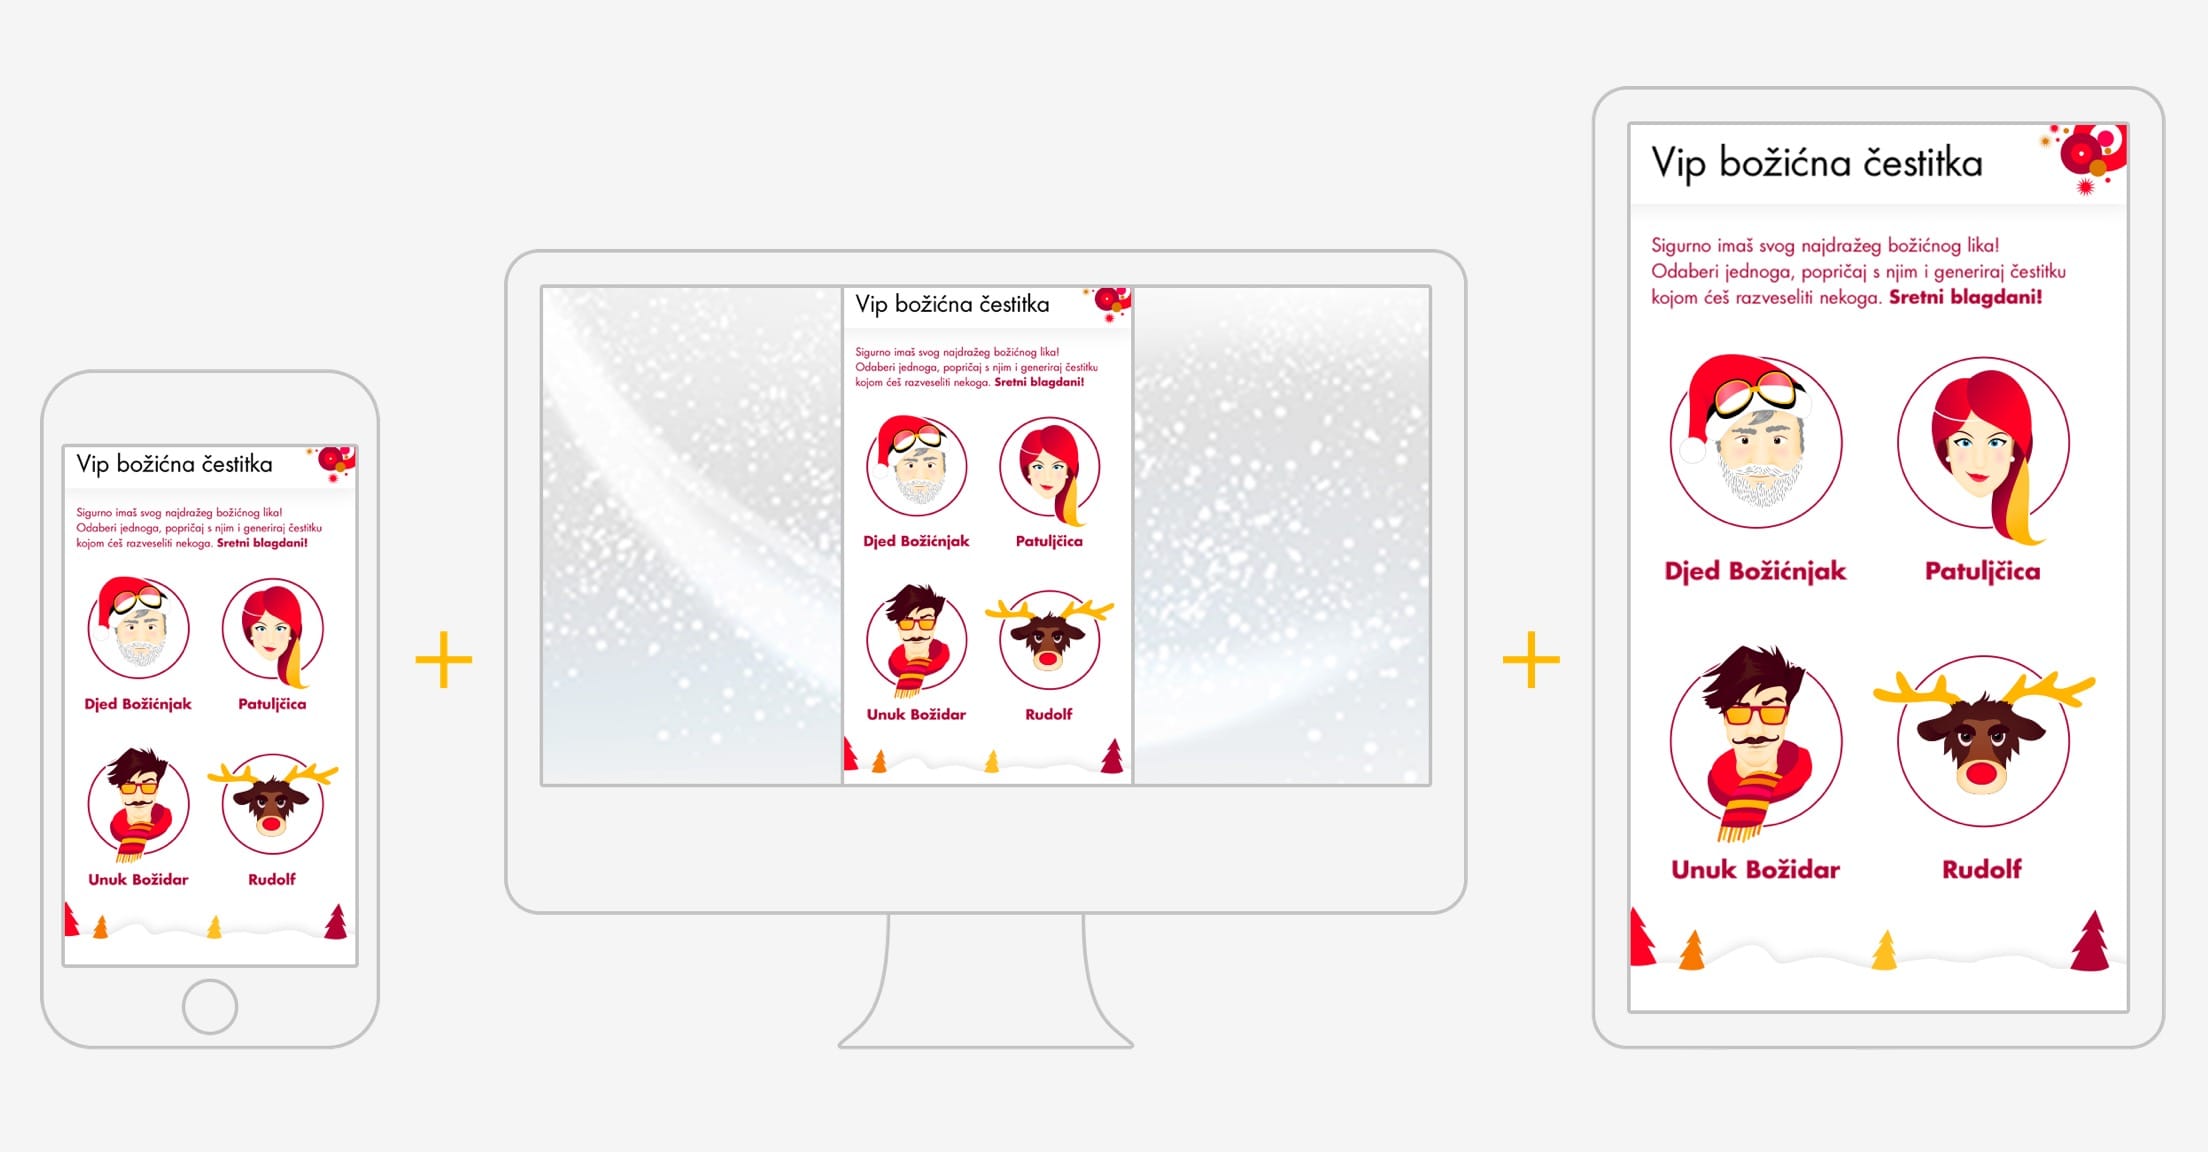 Vip božićna čestitka
Sigurno imaš svog najdražeg božićnog lika!
Odaberi jednoga, popričaj s njim i generiraj čestitku
kojom ćeš razveseliti nekoga. Sretni blagdani!
Djed Božićnjak
Patuljčica
Unuk Božidar
Rudolf
+
Vip božićna čestitka
Sigurno imaš svog najdražeg božićnog lika!
Odaberi jednoga, popričaj s njim i generiraj čestitku
kojom ćeš razveseliti nekoga. Sretni blagdani!
Djed Božićnjak
Patuljčica
Unuk Božidar
Rudolf
+
Vip božićna čestitka
Sigurno imaš svog najdražeg božićnog lika!
Odaberi jednoga, popričaj s njim i generiraj čestitku
kojom ćeš razveseliti nekoga. Sretni blagdani!
Djed Božićnjak
Patuljčica
Unuk Božidar
Rudolf